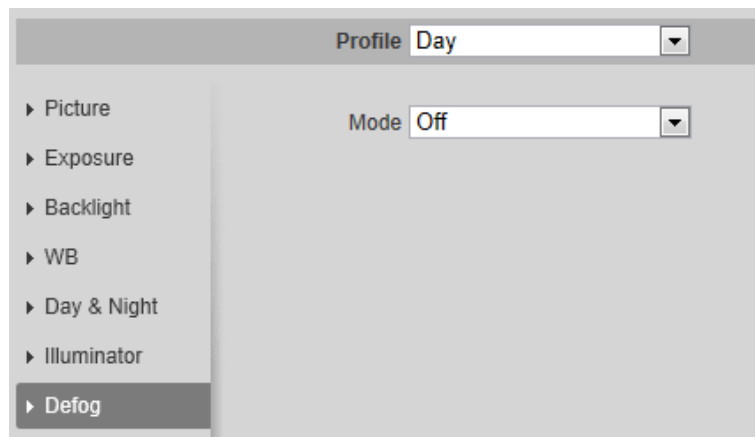 Profile Day
Picture
Mode Off
Exposure
Backlight
WB
Day & Night
Illuminator
Defog